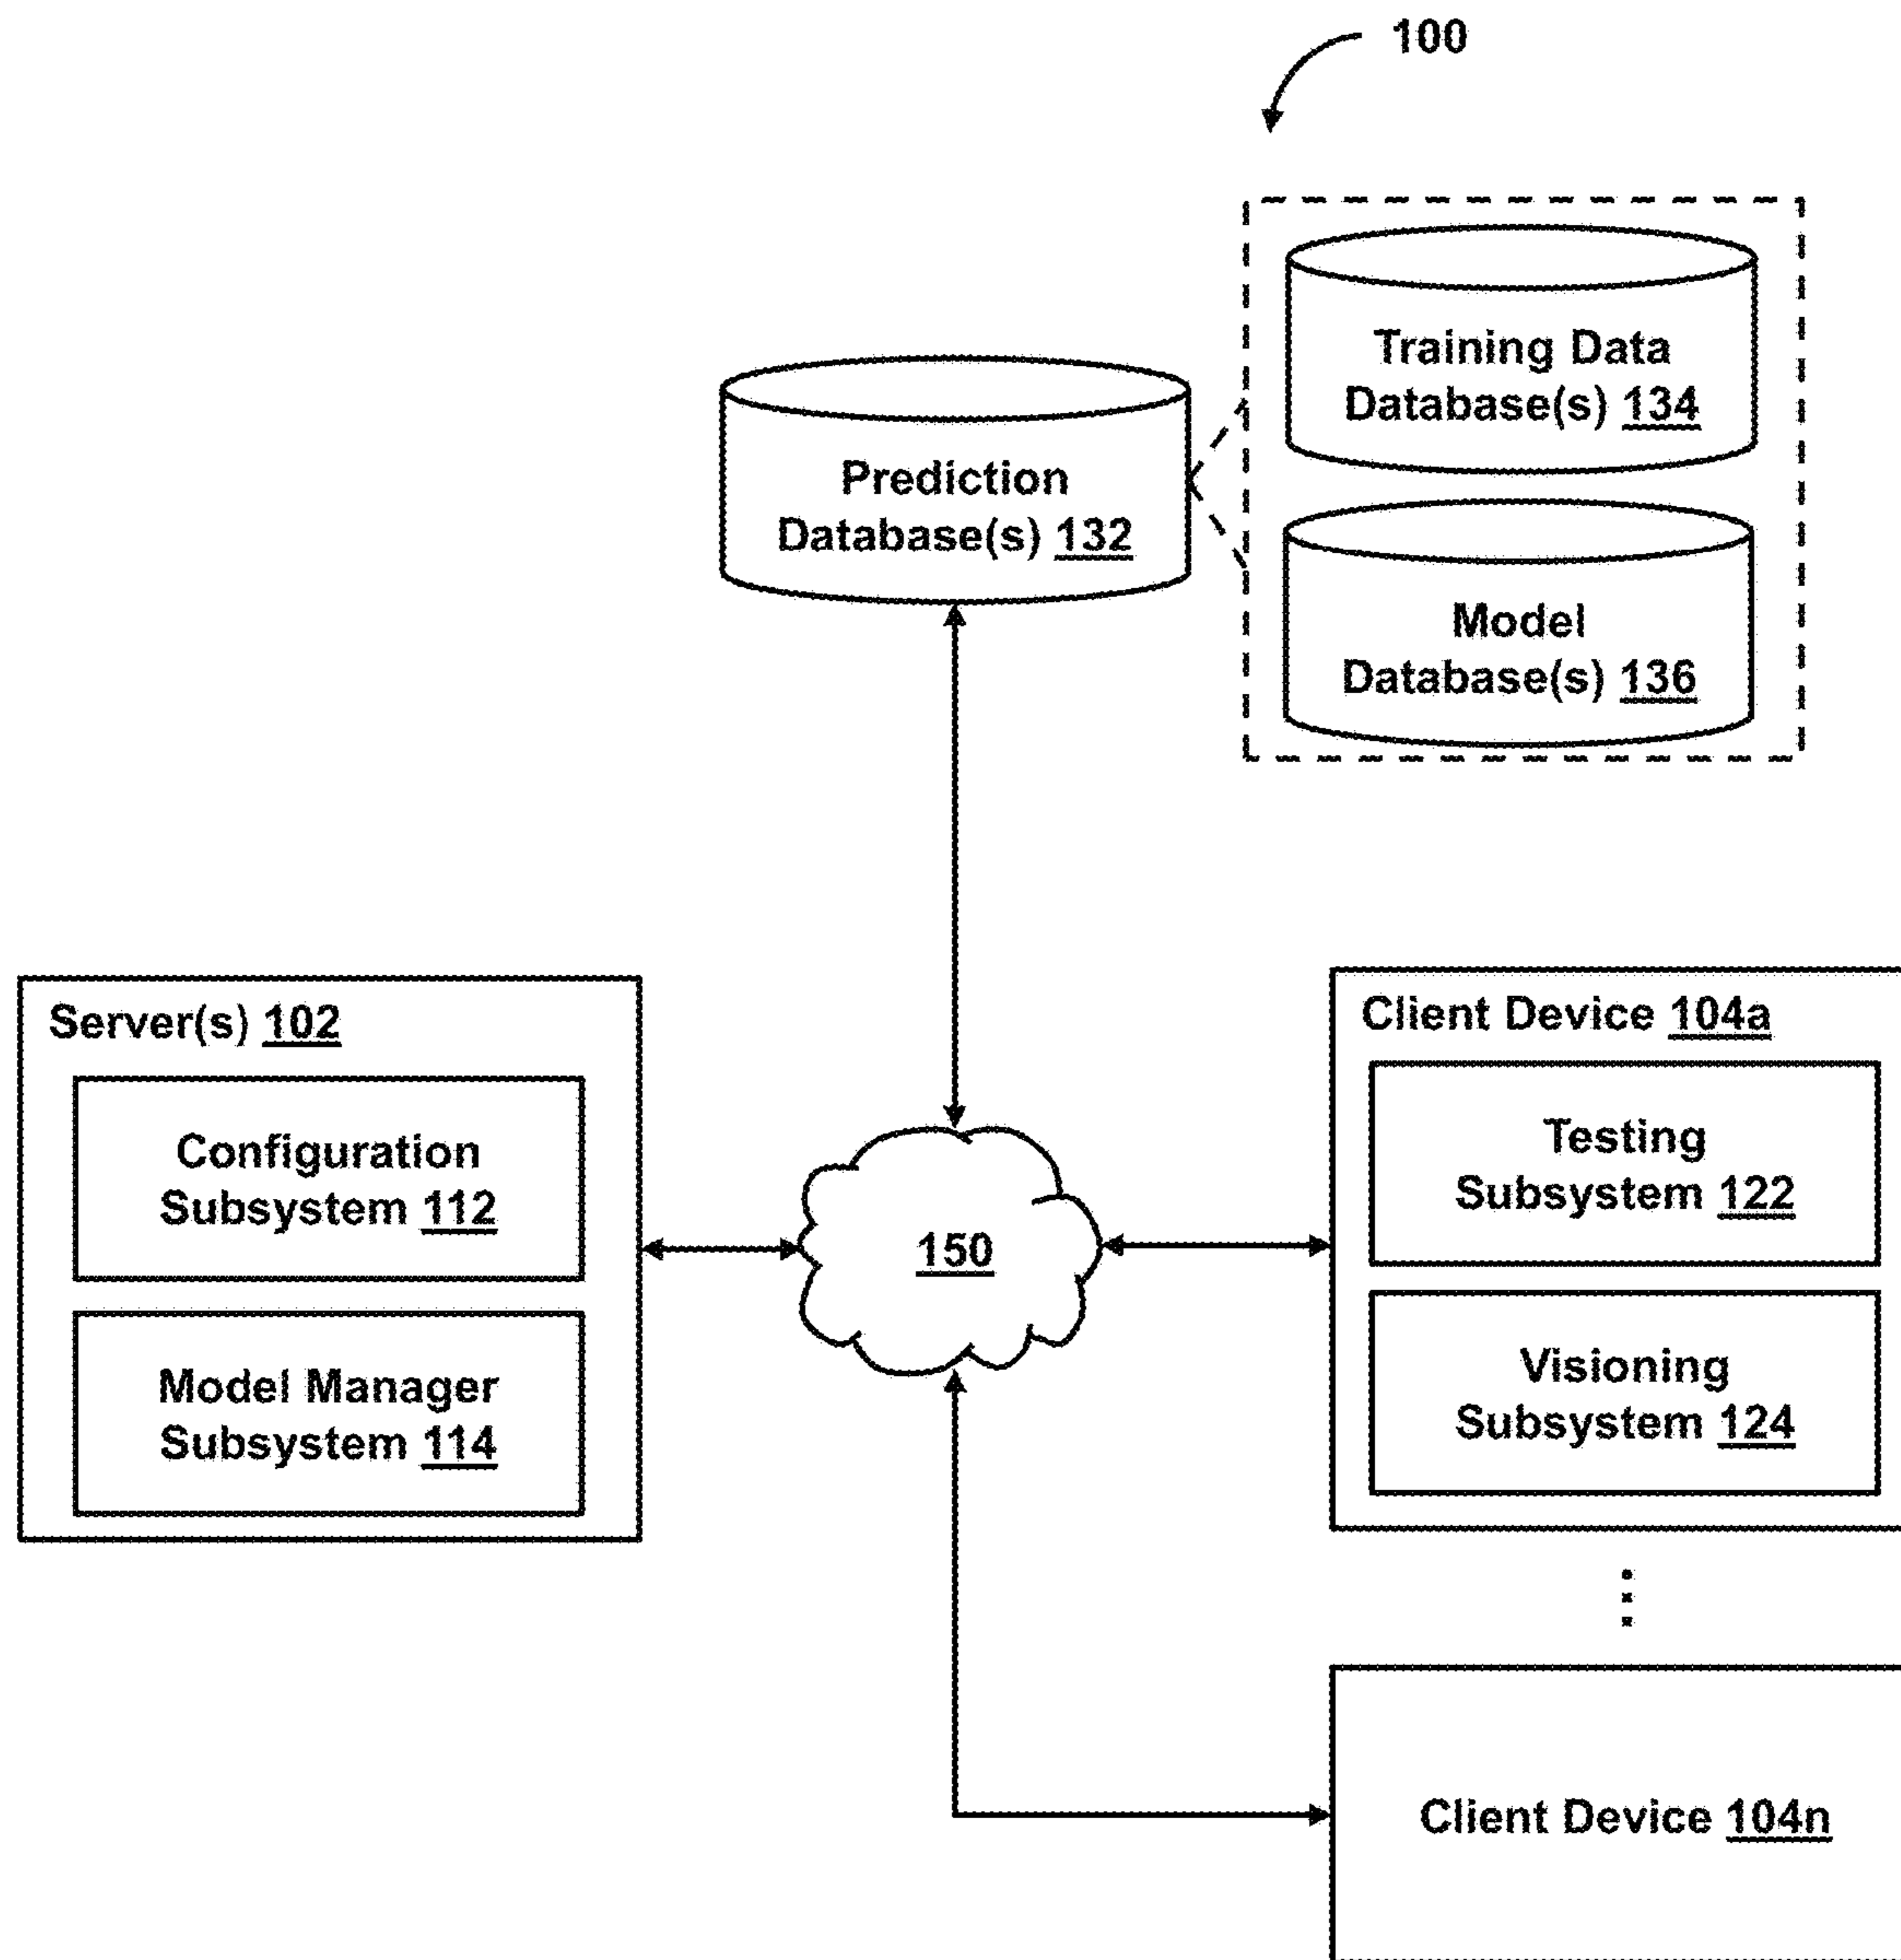 100
Training Data
Database(s) 134
Prediction
Database(s) 132
Model
Database(s) 136
Server(s) 102
Configuration
Subsystem 112
Model Manager
Subsystem 114
150
Client Device 104a
Testing
Subsystem 122
Visioning
Subsystem 124
Client Device 104n